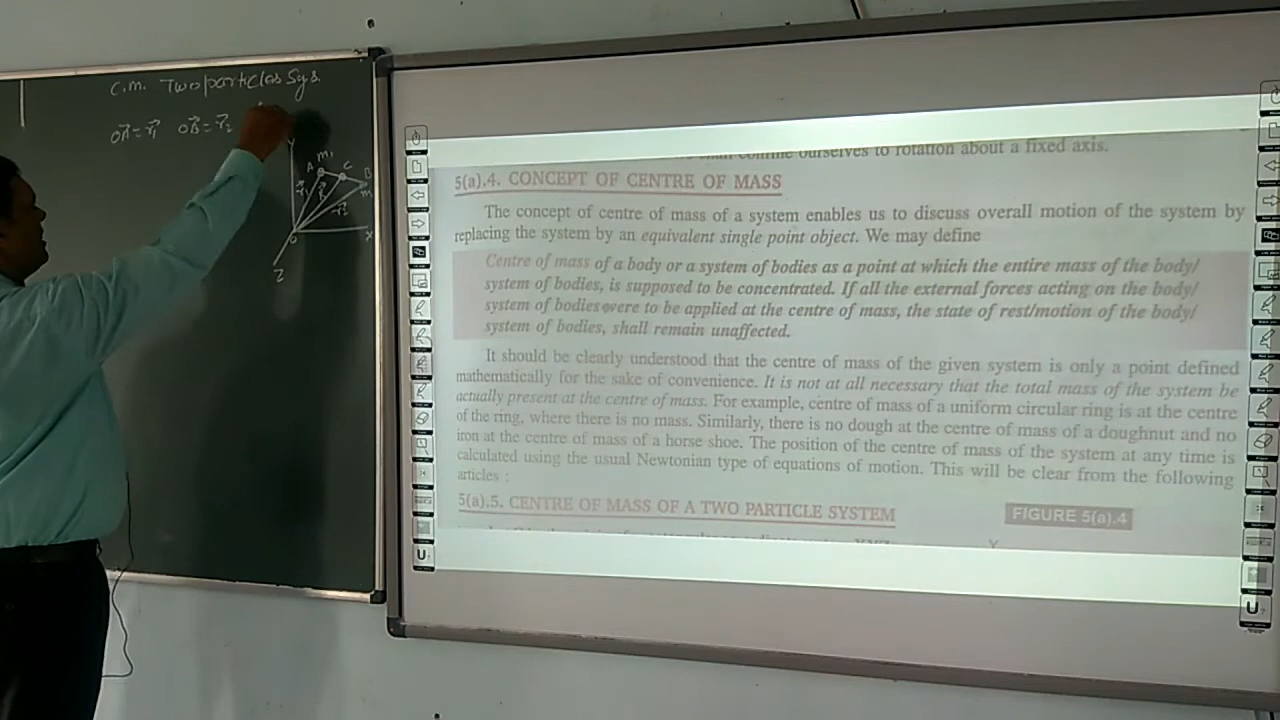 C.M. Two particles Sys.
OA⃗ = r⃗₁ OB⃗ = r⃗₂
m₁
A C B
m
r⃗₁ r⃗ r⃗₂
O X
Z
confine ourselves to rotation about a fixed axis.
5(a).4. CONCEPT OF CENTRE OF MASS
The concept of centre of mass of a system enables us to discuss overall motion of the system by
replacing the system by an equivalent single point object. We may define
Centre of mass of a body or a system of bodies as a point at which the entire mass of the body/
system of bodies, is supposed to be concentrated. If all the external forces acting on the body/
system of bodies were to be applied at the centre of mass, the state of rest/motion of the body/
system of bodies, shall remain unaffected.
It should be clearly understood that the centre of mass of the given system is only a point defined
mathematically for the sake of convenience. It is not at all necessary that the total mass of the system be
actually present at the centre of mass. For example, centre of mass of a uniform circular ring is at the centre
of the ring, where there is no mass. Similarly, there is no dough at the centre of mass of a doughnut and no
iron at the centre of mass of a horse shoe. The position of the centre of mass of the system at any time is
calculated using the usual Newtonian type of equations of motion. This will be clear from the following
articles :
5(a).5. CENTRE OF MASS OF A TWO PARTICLE SYSTEM
FIGURE 5(a).4
Y